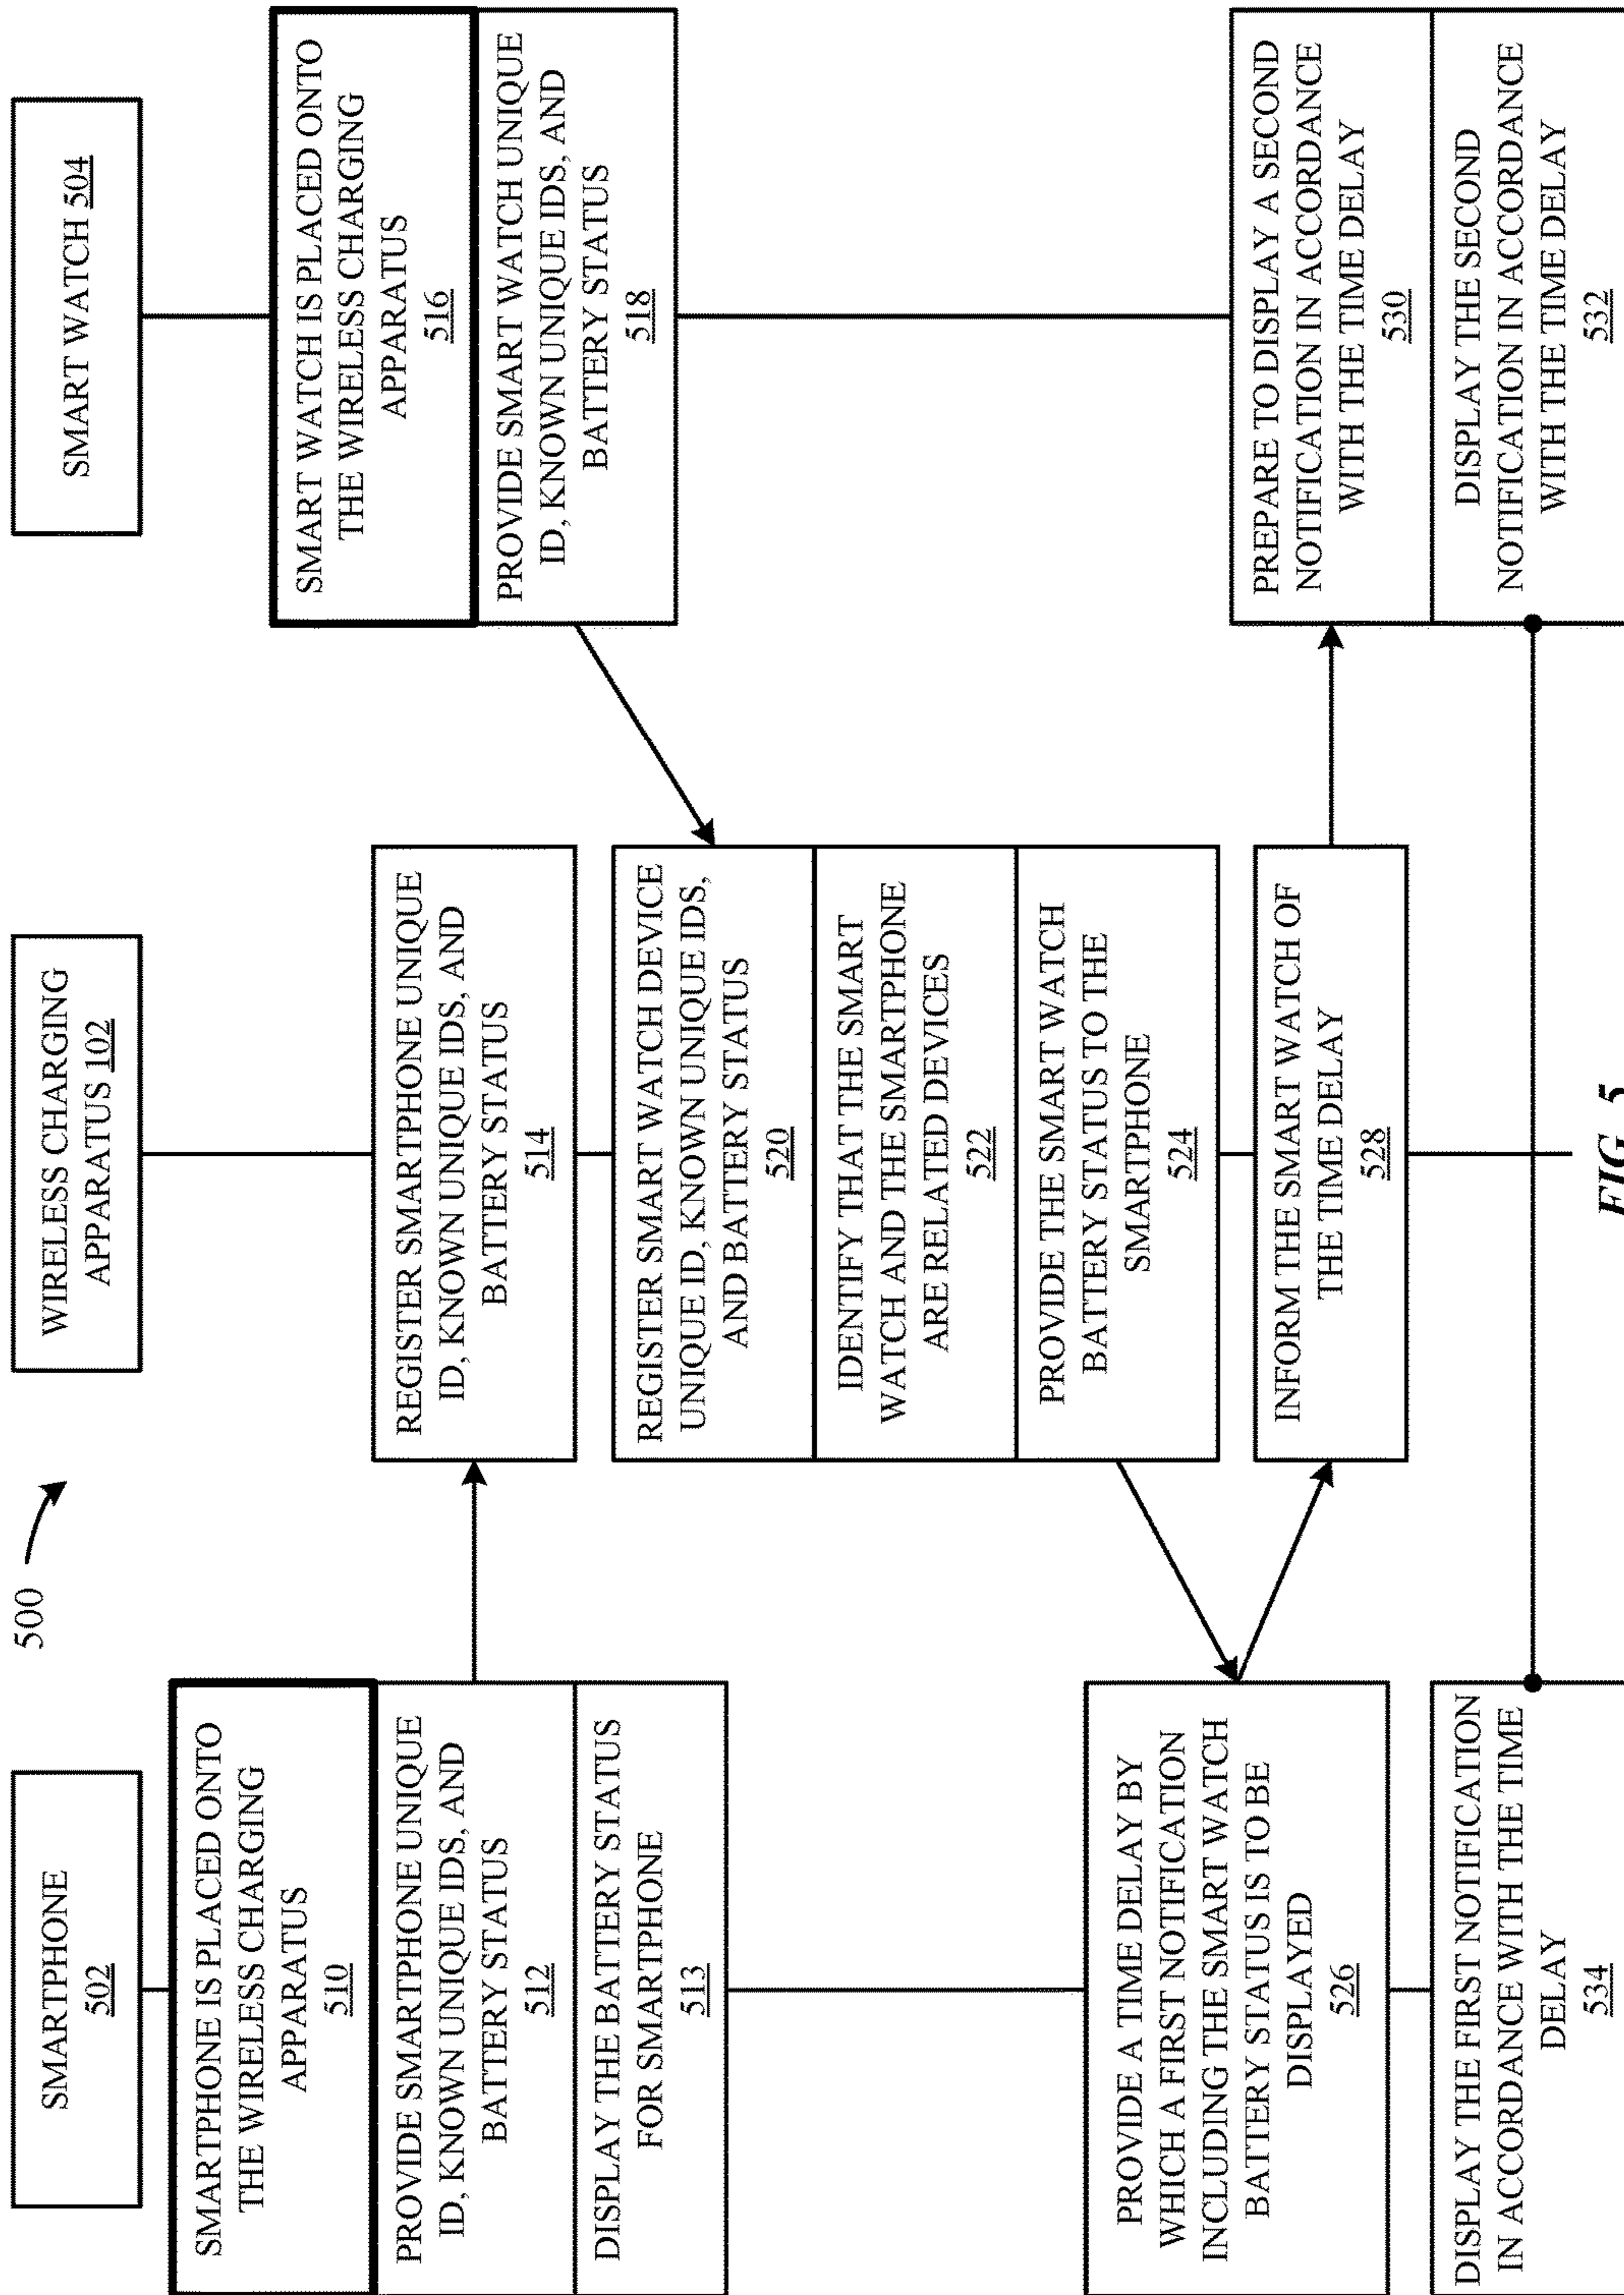 500
SMARTPHONE
502
SMARTPHONE IS PLACED ONTO
THE WIRELESS CHARGING
APPARATUS
510
PROVIDE SMARTPHONE UNIQUE
ID, KNOWN UNIQUE IDS, AND
BATTERY STATUS
512
DISPLAY THE BATTERY STATUS
FOR SMARTPHONE
513
PROVIDE A TIME DELAY BY
WHICH A FIRST NOTIFICATION
INCLUDING THE SMART WATCH
BATTERY STATUS IS TO BE
DISPLAYED
526
DISPLAY THE FIRST NOTIFICATION
IN ACCORDANCE WITH THE TIME
DELAY
534
WIRELESS CHARGING
APPARATUS 102
REGISTER SMARTPHONE UNIQUE
ID, KNOWN UNIQUE IDS, AND
BATTERY STATUS
514
REGISTER SMART WATCH DEVICE
UNIQUE ID, KNOWN UNIQUE IDS,
AND BATTERY STATUS
520
IDENTIFY THAT THE SMART
WATCH AND THE SMARTPHONE
ARE RELATED DEVICES
522
PROVIDE THE SMART WATCH
BATTERY STATUS TO THE
SMARTPHONE
524
INFORM THE SMART WATCH OF
THE TIME DELAY
528
SMART WATCH 504
SMART WATCH IS PLACED ONTO
THE WIRELESS CHARGING
APPARATUS
516
PROVIDE SMART WATCH UNIQUE
ID, KNOWN UNIQUE IDS, AND
BATTERY STATUS
518
PREPARE TO DISPLAY A SECOND
NOTIFICATION IN ACCORDANCE
WITH THE TIME DELAY
530
DISPLAY THE SECOND
NOTIFICATION IN ACCORDANCE
WITH THE TIME DELAY
532
FIG. 5